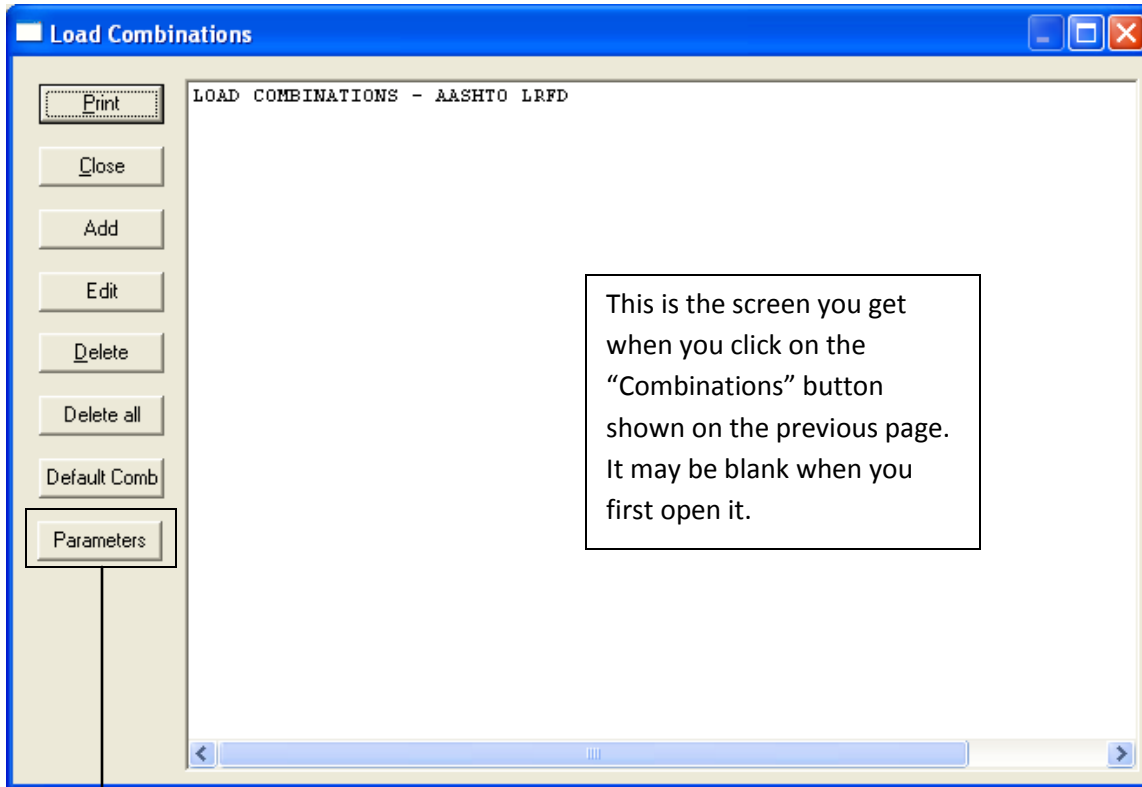 Load Combinations
Print
Close
Add
Edit
Delete
Delete all
Default Comb
Parameters
LOAD COMBINATIONS - AASHTO LRFD
This is the screen you get
when you click on the
“Combinations” button
shown on the previous page.
It may be blank when you
first open it.